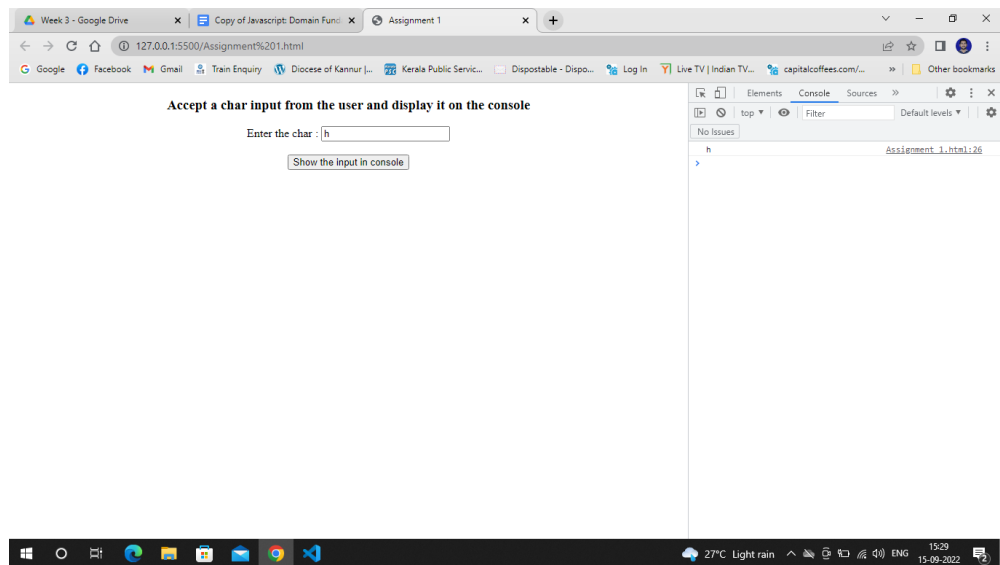 Week 3 - Google Drive
Copy of Javascript: Domain Fund
Assignment 1
127.0.0.1:5500/Assignment%201.html
Google
Facebook
Gmail
Train Enquiry
Diocese of Kannur |...
Kerala Public Servic...
Dispostable - Dispo...
Log In
Live TV | Indian TV...
capitalcoffees.com/...
»
Other bookmarks
Accept a char input from the user and display it on the console
Enter the char : h
Show the input in console
Elements Console Sources »
top Filter Default levels
No Issues
h Assignment 1.html:26
27°C Light rain ENG 15:29
15-09-2022
2